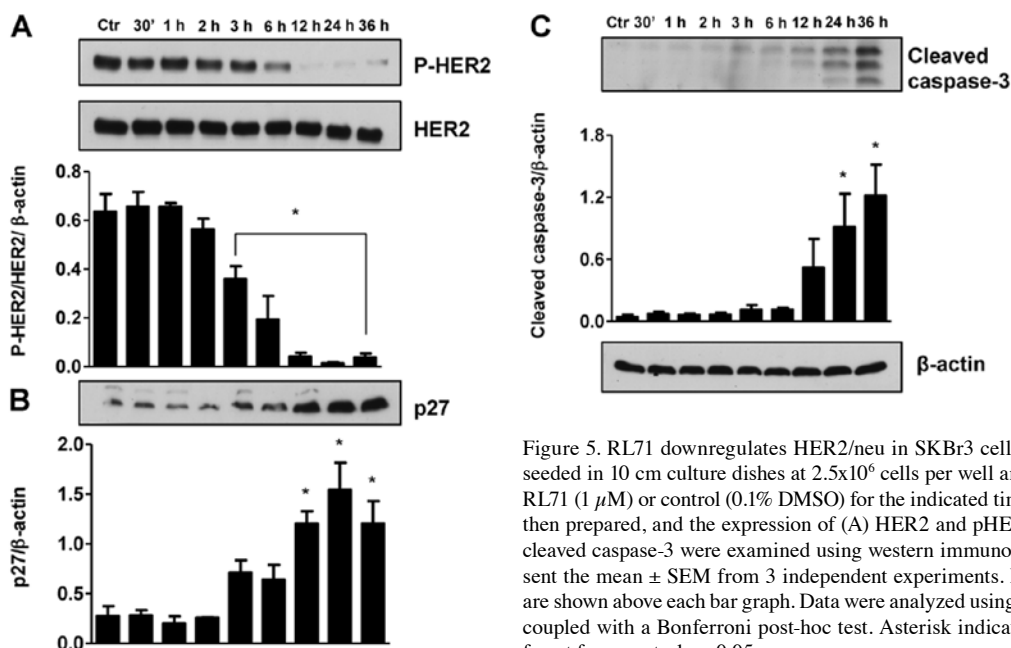 A
Ctr 30' 1 h 2 h 3 h 6 h 12 h 24 h 36 h
P-HER2
HER2
P-HER2/HER2/ β-actin
0.8
0.6
0.4
0.2
0.0
*
B
p27
p27/β-actin
2.0
1.5
1.0
0.5
0.0
* * *
C
Ctr 30' 1 h 2 h 3 h 6 h 12 h 24 h 36 h
Cleaved
caspase-3
Cleaved caspase-3/β-actin
1.8
1.2
0.6
0.0
* *
β-actin
Figure 5. RL71 downregulates HER2/neu in SKBr3 cell
seeded in 10 cm culture dishes at 2.5x10⁶ cells per well a
RL71 (1 μM) or control (0.1% DMSO) for the indicated tin
then prepared, and the expression of (A) HER2 and pHE
cleaved caspase-3 were examined using western immuno
sent the mean ± SEM from 3 independent experiments.
are shown above each bar graph. Data were analyzed using
coupled with a Bonferroni post-hoc test. Asterisk indica